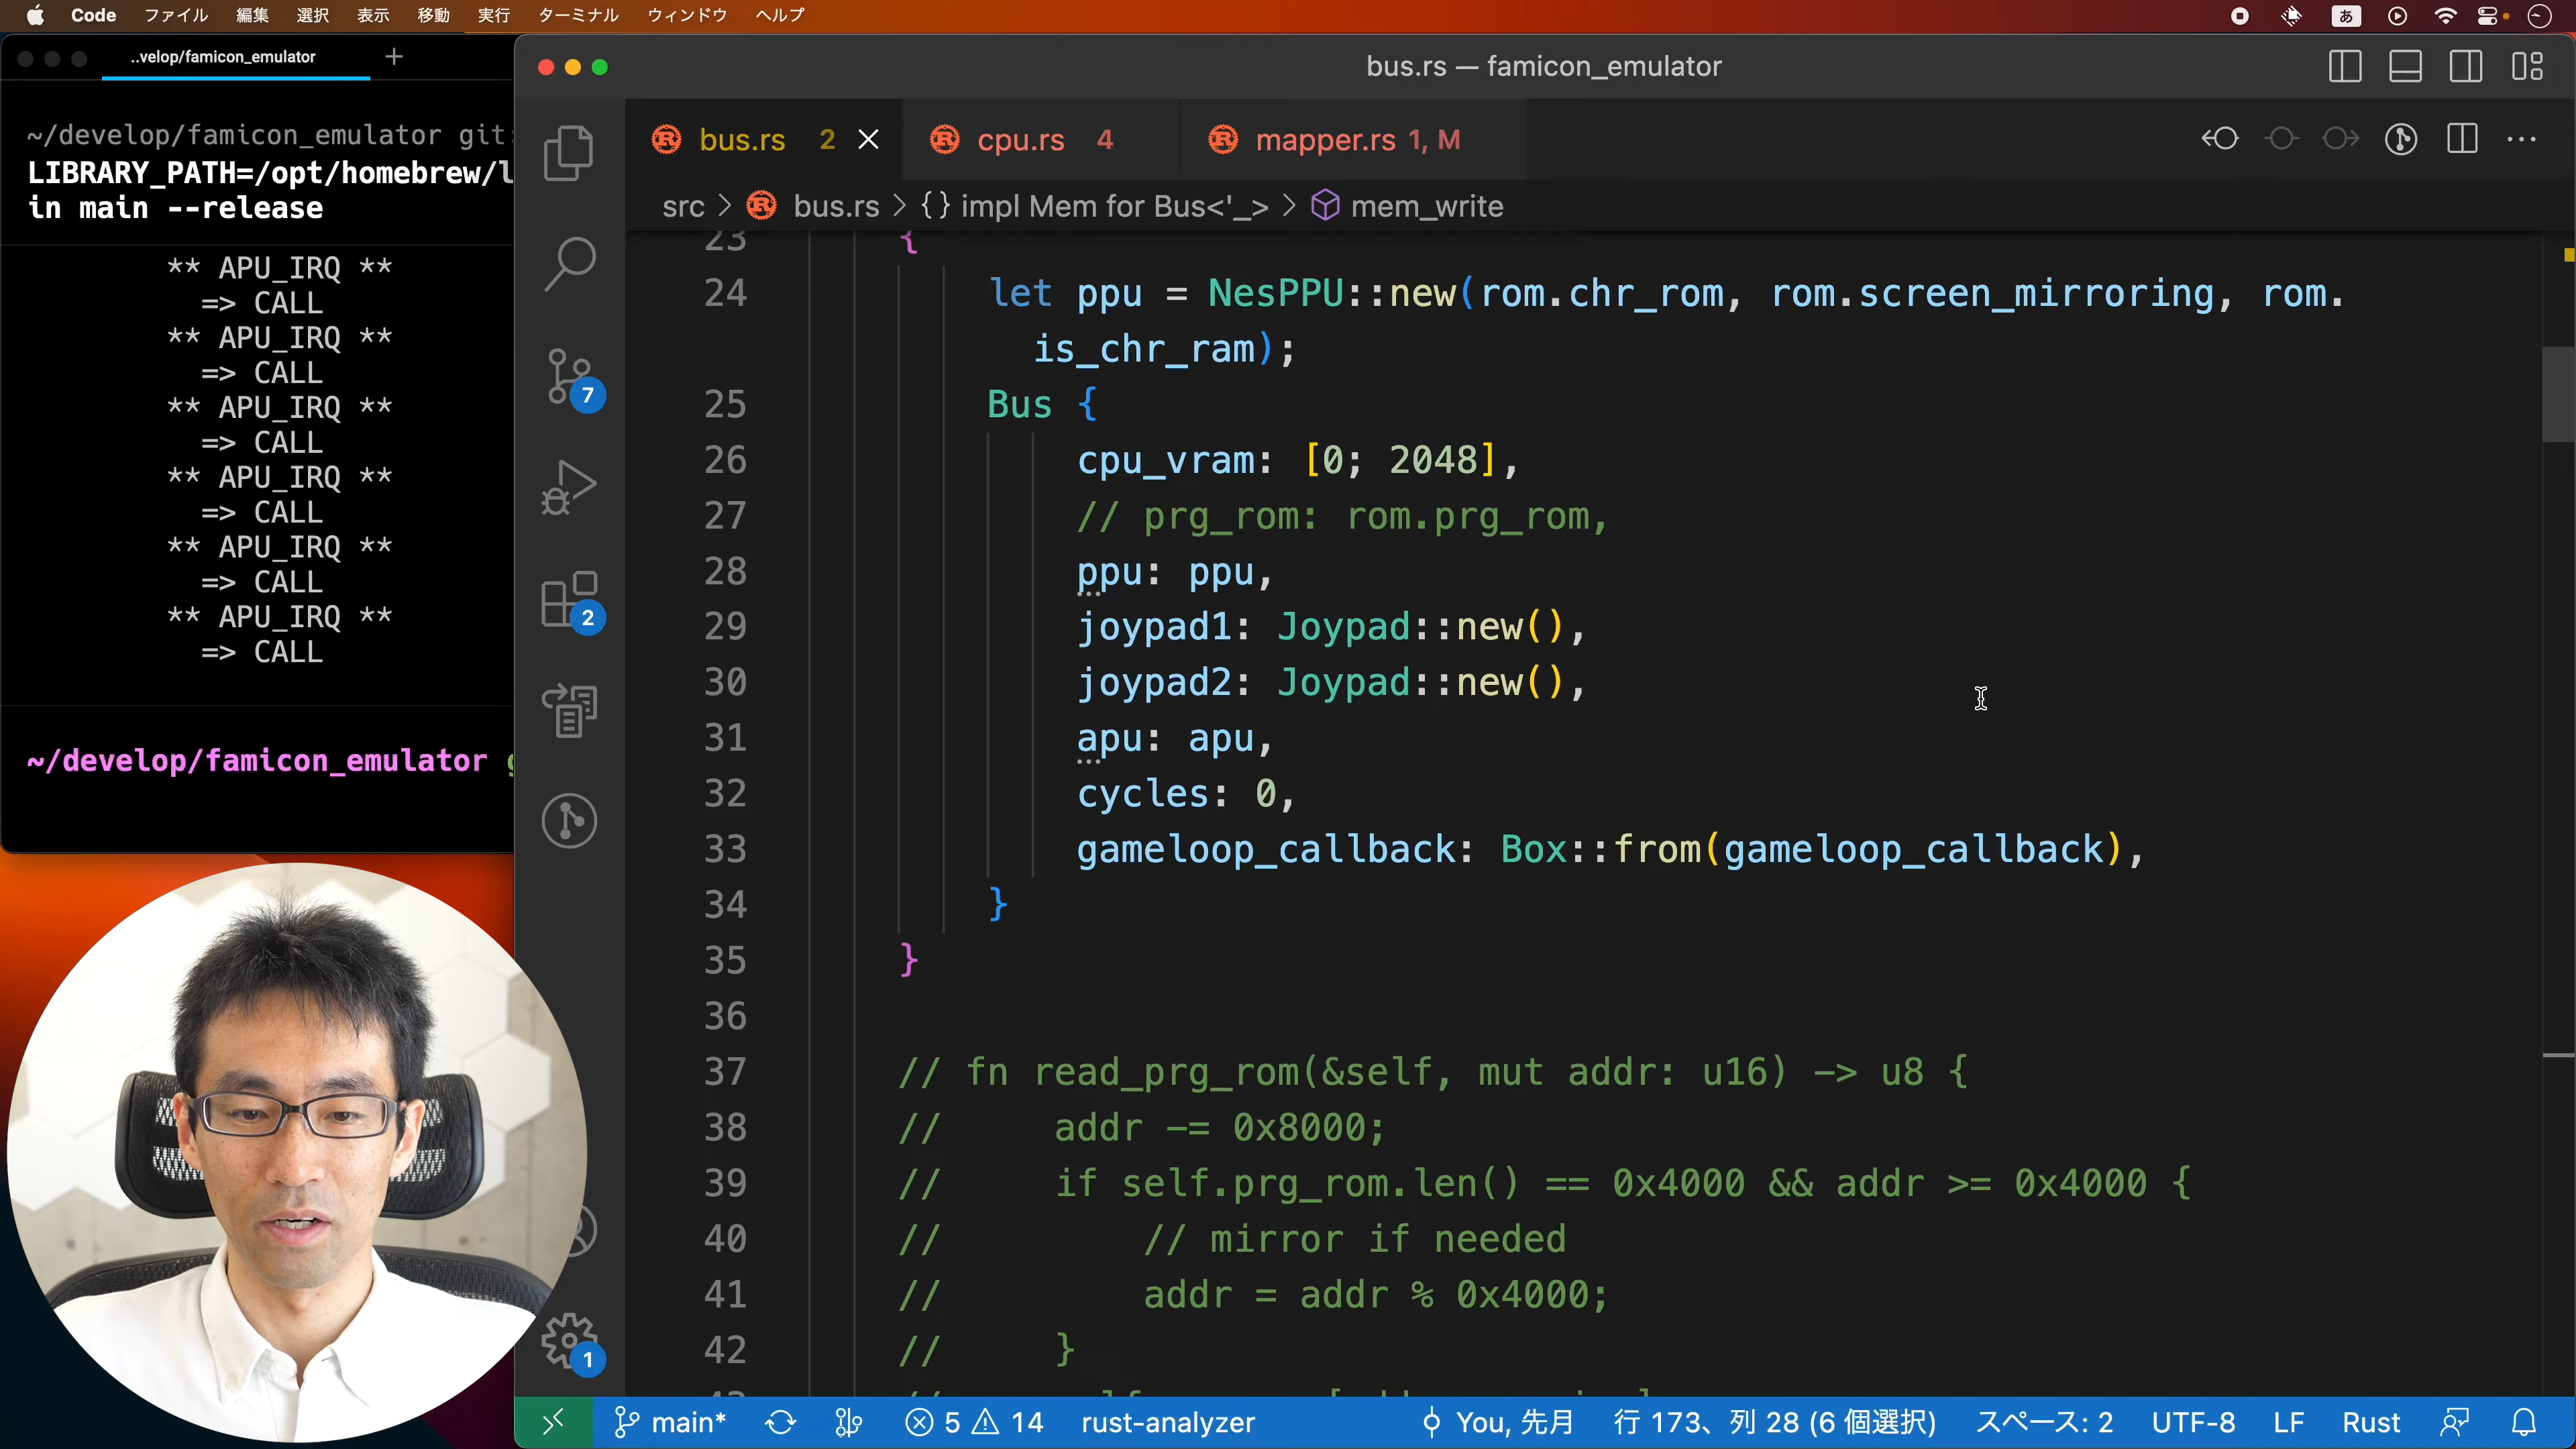 Code ファイル 編集 選択 表示 移動 実行 ターミナル ウィンドウ ヘルプ あ
..velop/famicon_emulator +
~/develop/famicon_emulator git:
LIBRARY_PATH=/opt/homebrew/l
in main --release
** APU_IRQ **
=> CALL
** APU_IRQ **
=> CALL
** APU_IRQ **
=> CALL
** APU_IRQ **
=> CALL
** APU_IRQ **
=> CALL
** APU_IRQ **
=> CALL
~/develop/famicon_emulator g
bus.rs — famicon_emulator
bus.rs 2 cpu.rs 4 mapper.rs 1, M
src > bus.rs > {} impl Mem for Bus<'_> > mem_write
7
2
1
23 {
24 let ppu = NesPPU::new(rom.chr_rom, rom.screen_mirroring, rom.
is_chr_ram);
25 Bus {
26 cpu_vram: [0; 2048],
27 // prg_rom: rom.prg_rom,
28 ppu: ppu,
29 joypad1: Joypad::new(),
30 joypad2: Joypad::new(),
31 apu: apu,
32 cycles: 0,
33 gameloop_callback: Box::from(gameloop_callback),
34 }
35 }
36
37 // fn read_prg_rom(&self, mut addr: u16) -> u8 {
38 // addr -= 0x8000;
39 // if self.prg_rom.len() == 0x4000 && addr >= 0x4000 {
40 // // mirror if needed
41 // addr = addr % 0x4000;
42 // }
main* 5 14 rust-analyzer You, 先月 行 173、列 28 (6 個選択) スペース: 2 UTF-8 LF Rust